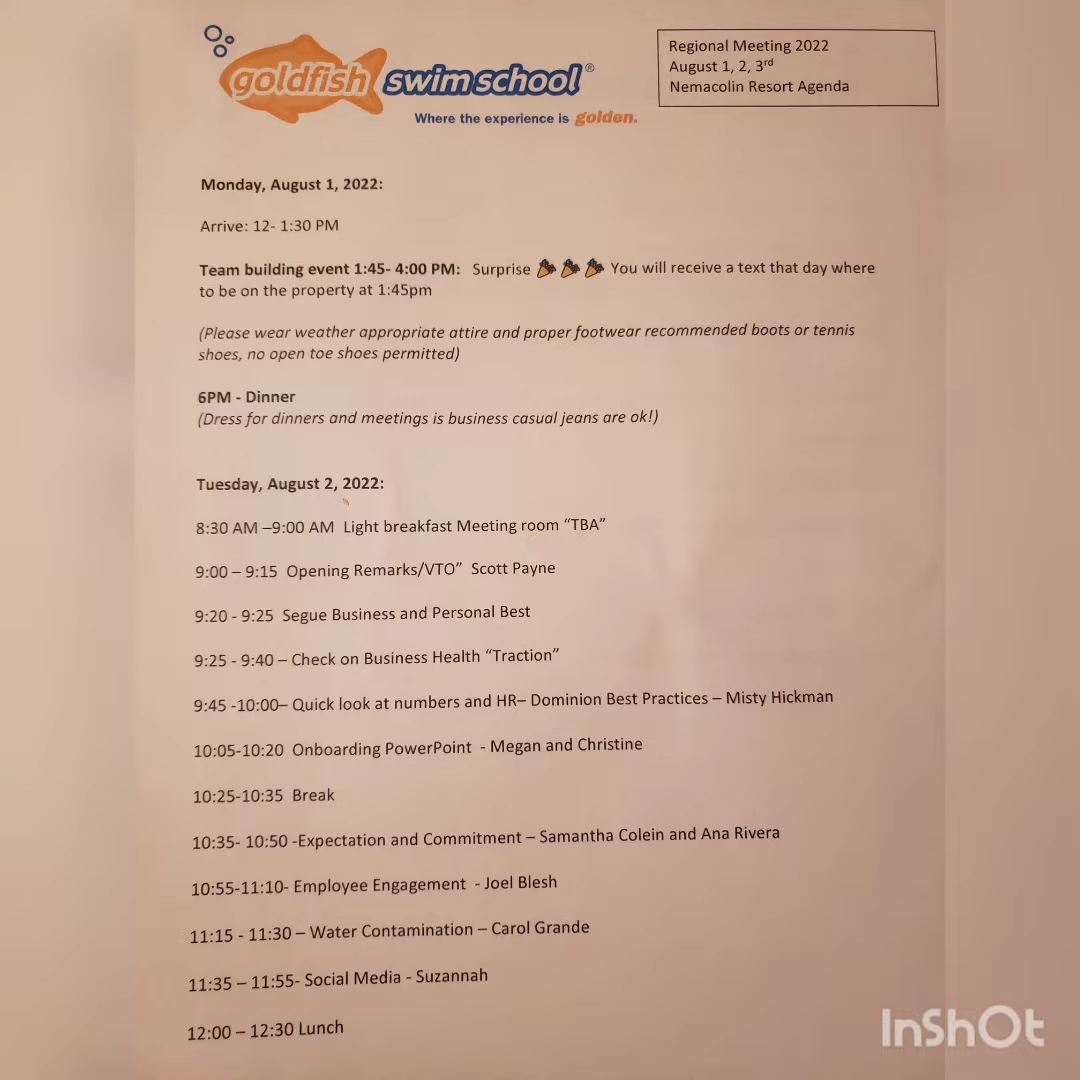 goldfish swim school®
Where the experience is golden.
Regional Meeting 2022
August 1, 2, 3rd
Nemacolin Resort Agenda
Monday, August 1, 2022:
Arrive: 12- 1:30 PM
Team building event 1:45- 4:00 PM: Surprise 🎉 🎉 🎉 You will receive a text that day where
to be on the property at 1:45pm
(Please wear weather appropriate attire and proper footwear recommended boots or tennis
shoes, no open toe shoes permitted)
6PM - Dinner
(Dress for dinners and meetings is business casual jeans are ok!)
Tuesday, August 2, 2022:
8:30 AM –9:00 AM Light breakfast Meeting room “TBA”
9:00 – 9:15 Opening Remarks/VTO” Scott Payne
9:20 - 9:25 Segue Business and Personal Best
9:25 - 9:40 – Check on Business Health “Traction”
9:45 -10:00– Quick look at numbers and HR– Dominion Best Practices – Misty Hickman
10:05-10:20 Onboarding PowerPoint - Megan and Christine
10:25-10:35 Break
10:35- 10:50 -Expectation and Commitment – Samantha Colein and Ana Rivera
10:55-11:10- Employee Engagement - Joel Blesh
11:15 - 11:30 – Water Contamination – Carol Grande
11:35 – 11:55- Social Media - Suzannah
12:00 – 12:30 Lunch
InShOt